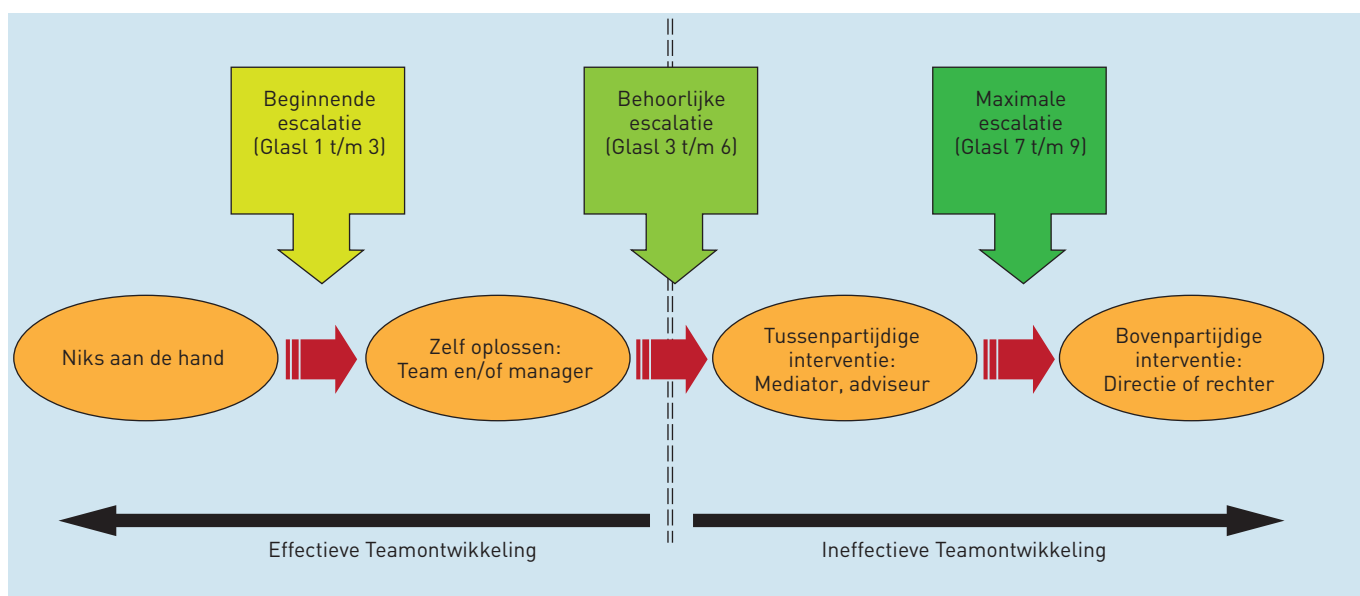 Beginnende
escalatie
(Glasl 1 t/m 3)
Behoorlijke
escalatie
(Glasl 3 t/m 6)
Maximale
escalatie
(Glasl 7 t/m 9)
Niks aan de hand
Zelf oplossen:
Team en/of manager
Tussenpartijdige
interventie:
Mediator, adviseur
Bovenpartijdige
interventie:
Directie of rechter
Effectieve Teamontwikkeling
Ineffectieve Teamontwikkeling